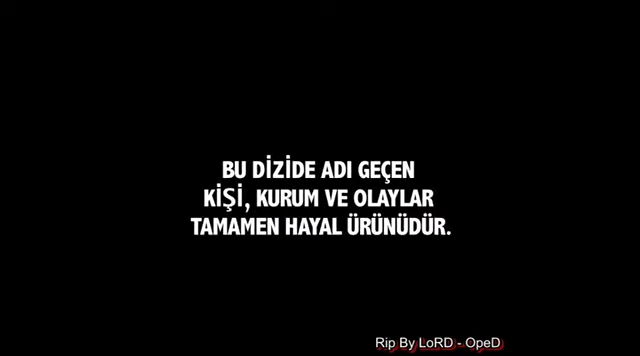 BU DİZİDE ADI GEÇEN
KİŞİ, KURUM VE OLAYLAR
TAMAMEN HAYAL ÜRÜNÜDÜR.
Rip By LoRD - OpeD